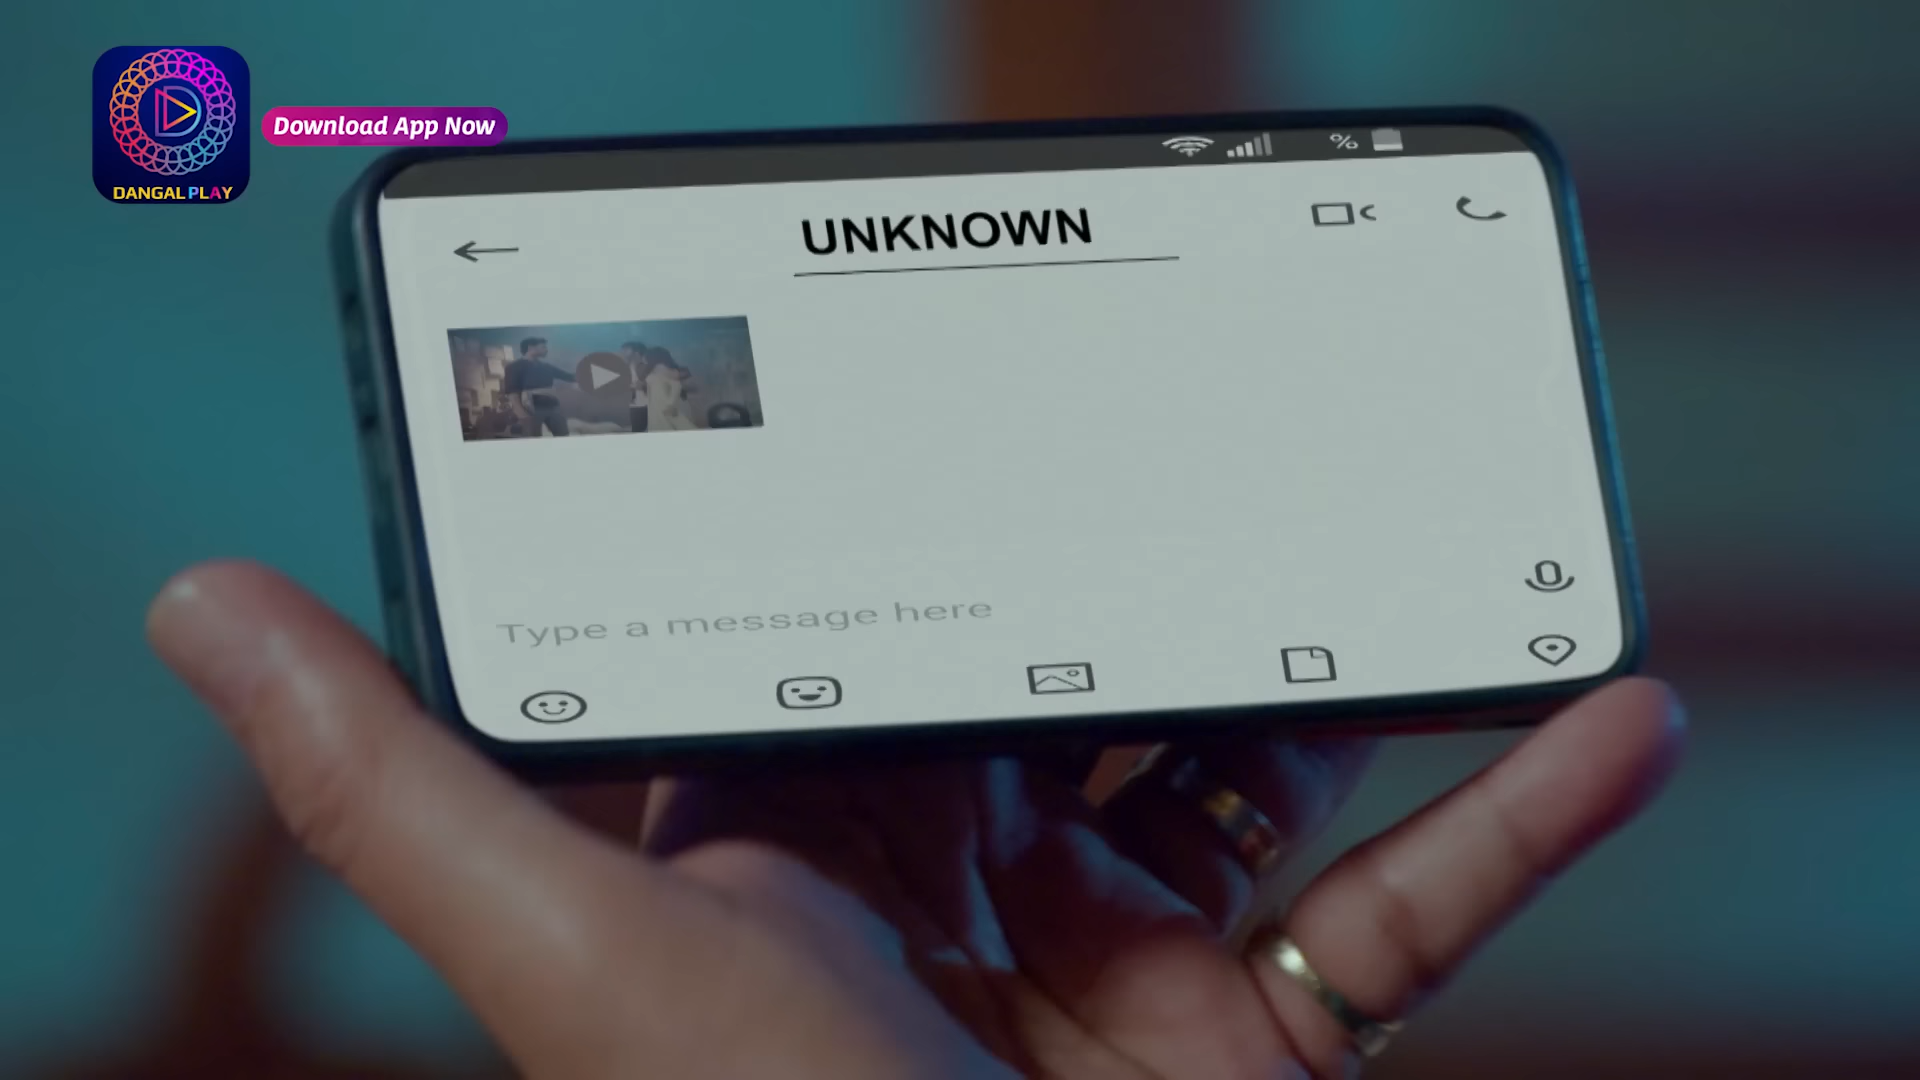 DANGAL PLAY
Download App Now
%
UNKNOWN
Type a message here